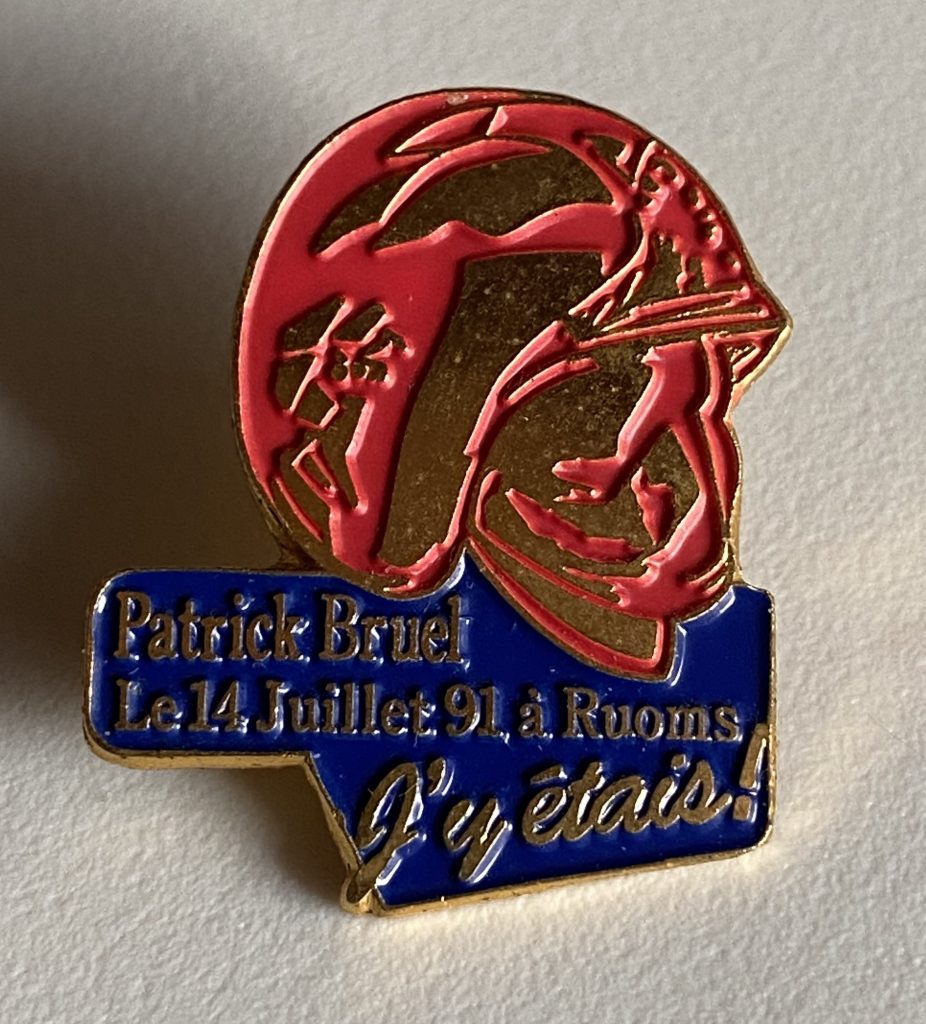 Patrick Bruel
Le 14 Juillet 91 à Ruoms
J'y étais!